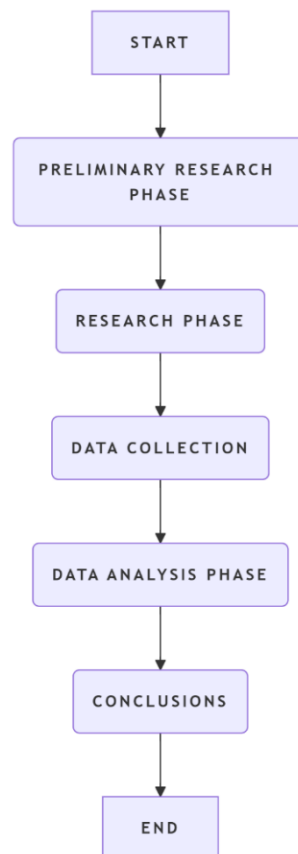 START
PRELIMINARY RESEARCH
PHASE
RESEARCH PHASE
DATA COLLECTION
DATA ANALYSIS PHASE
CONCLUSIONS
END